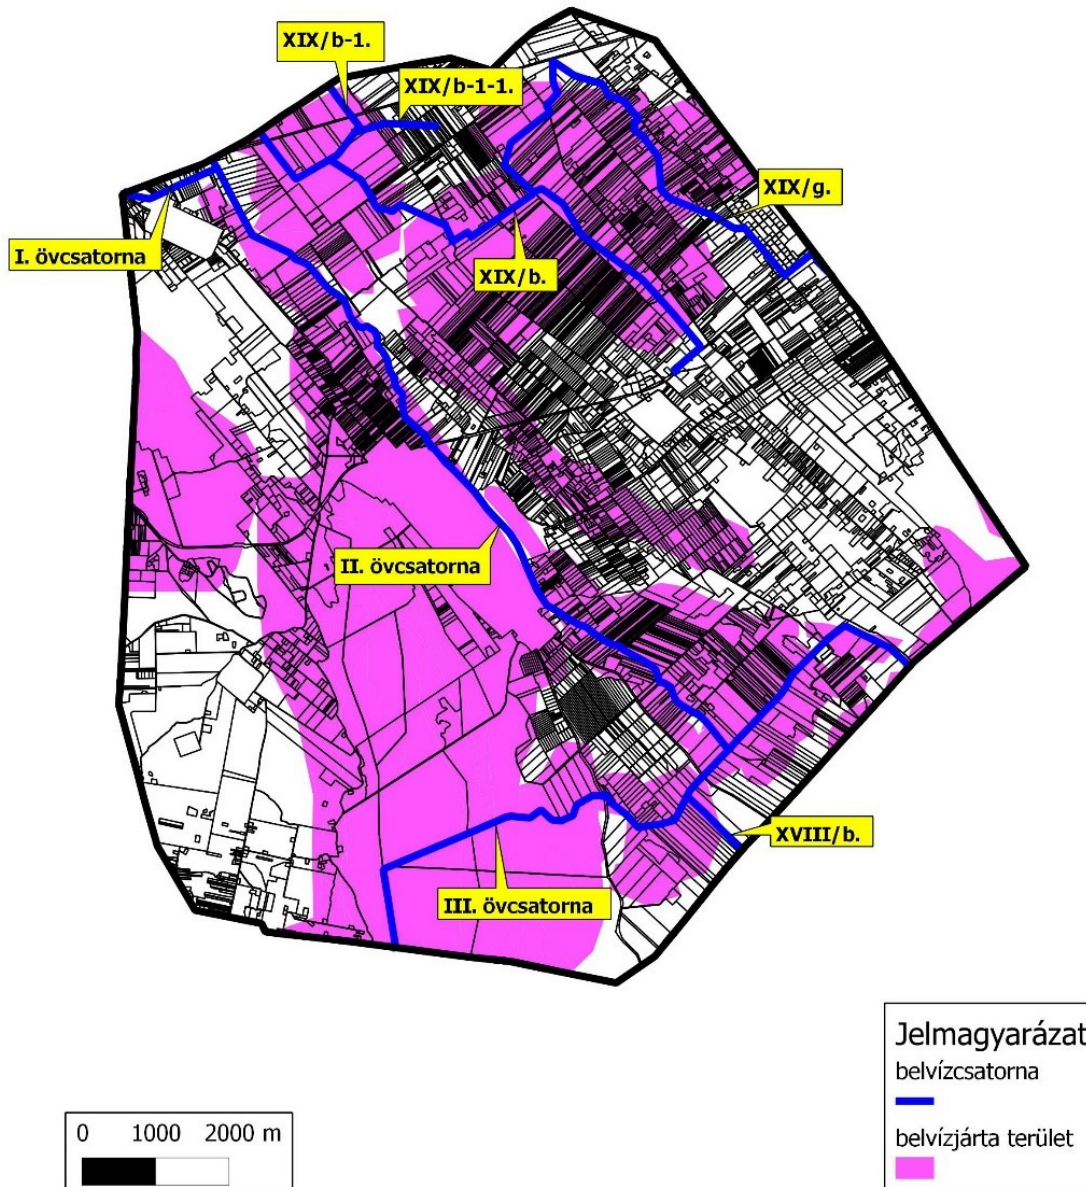 XIX/b-1.
XIX/b-1-1.
XIX/g.
I. övcsatorna
XIX/b.
II. övcsatorna
XVIII/b.
III. övcsatorna
Jelmagyarázat
belvízcsatorna
belvízjárta terület
0 1000 2000 m